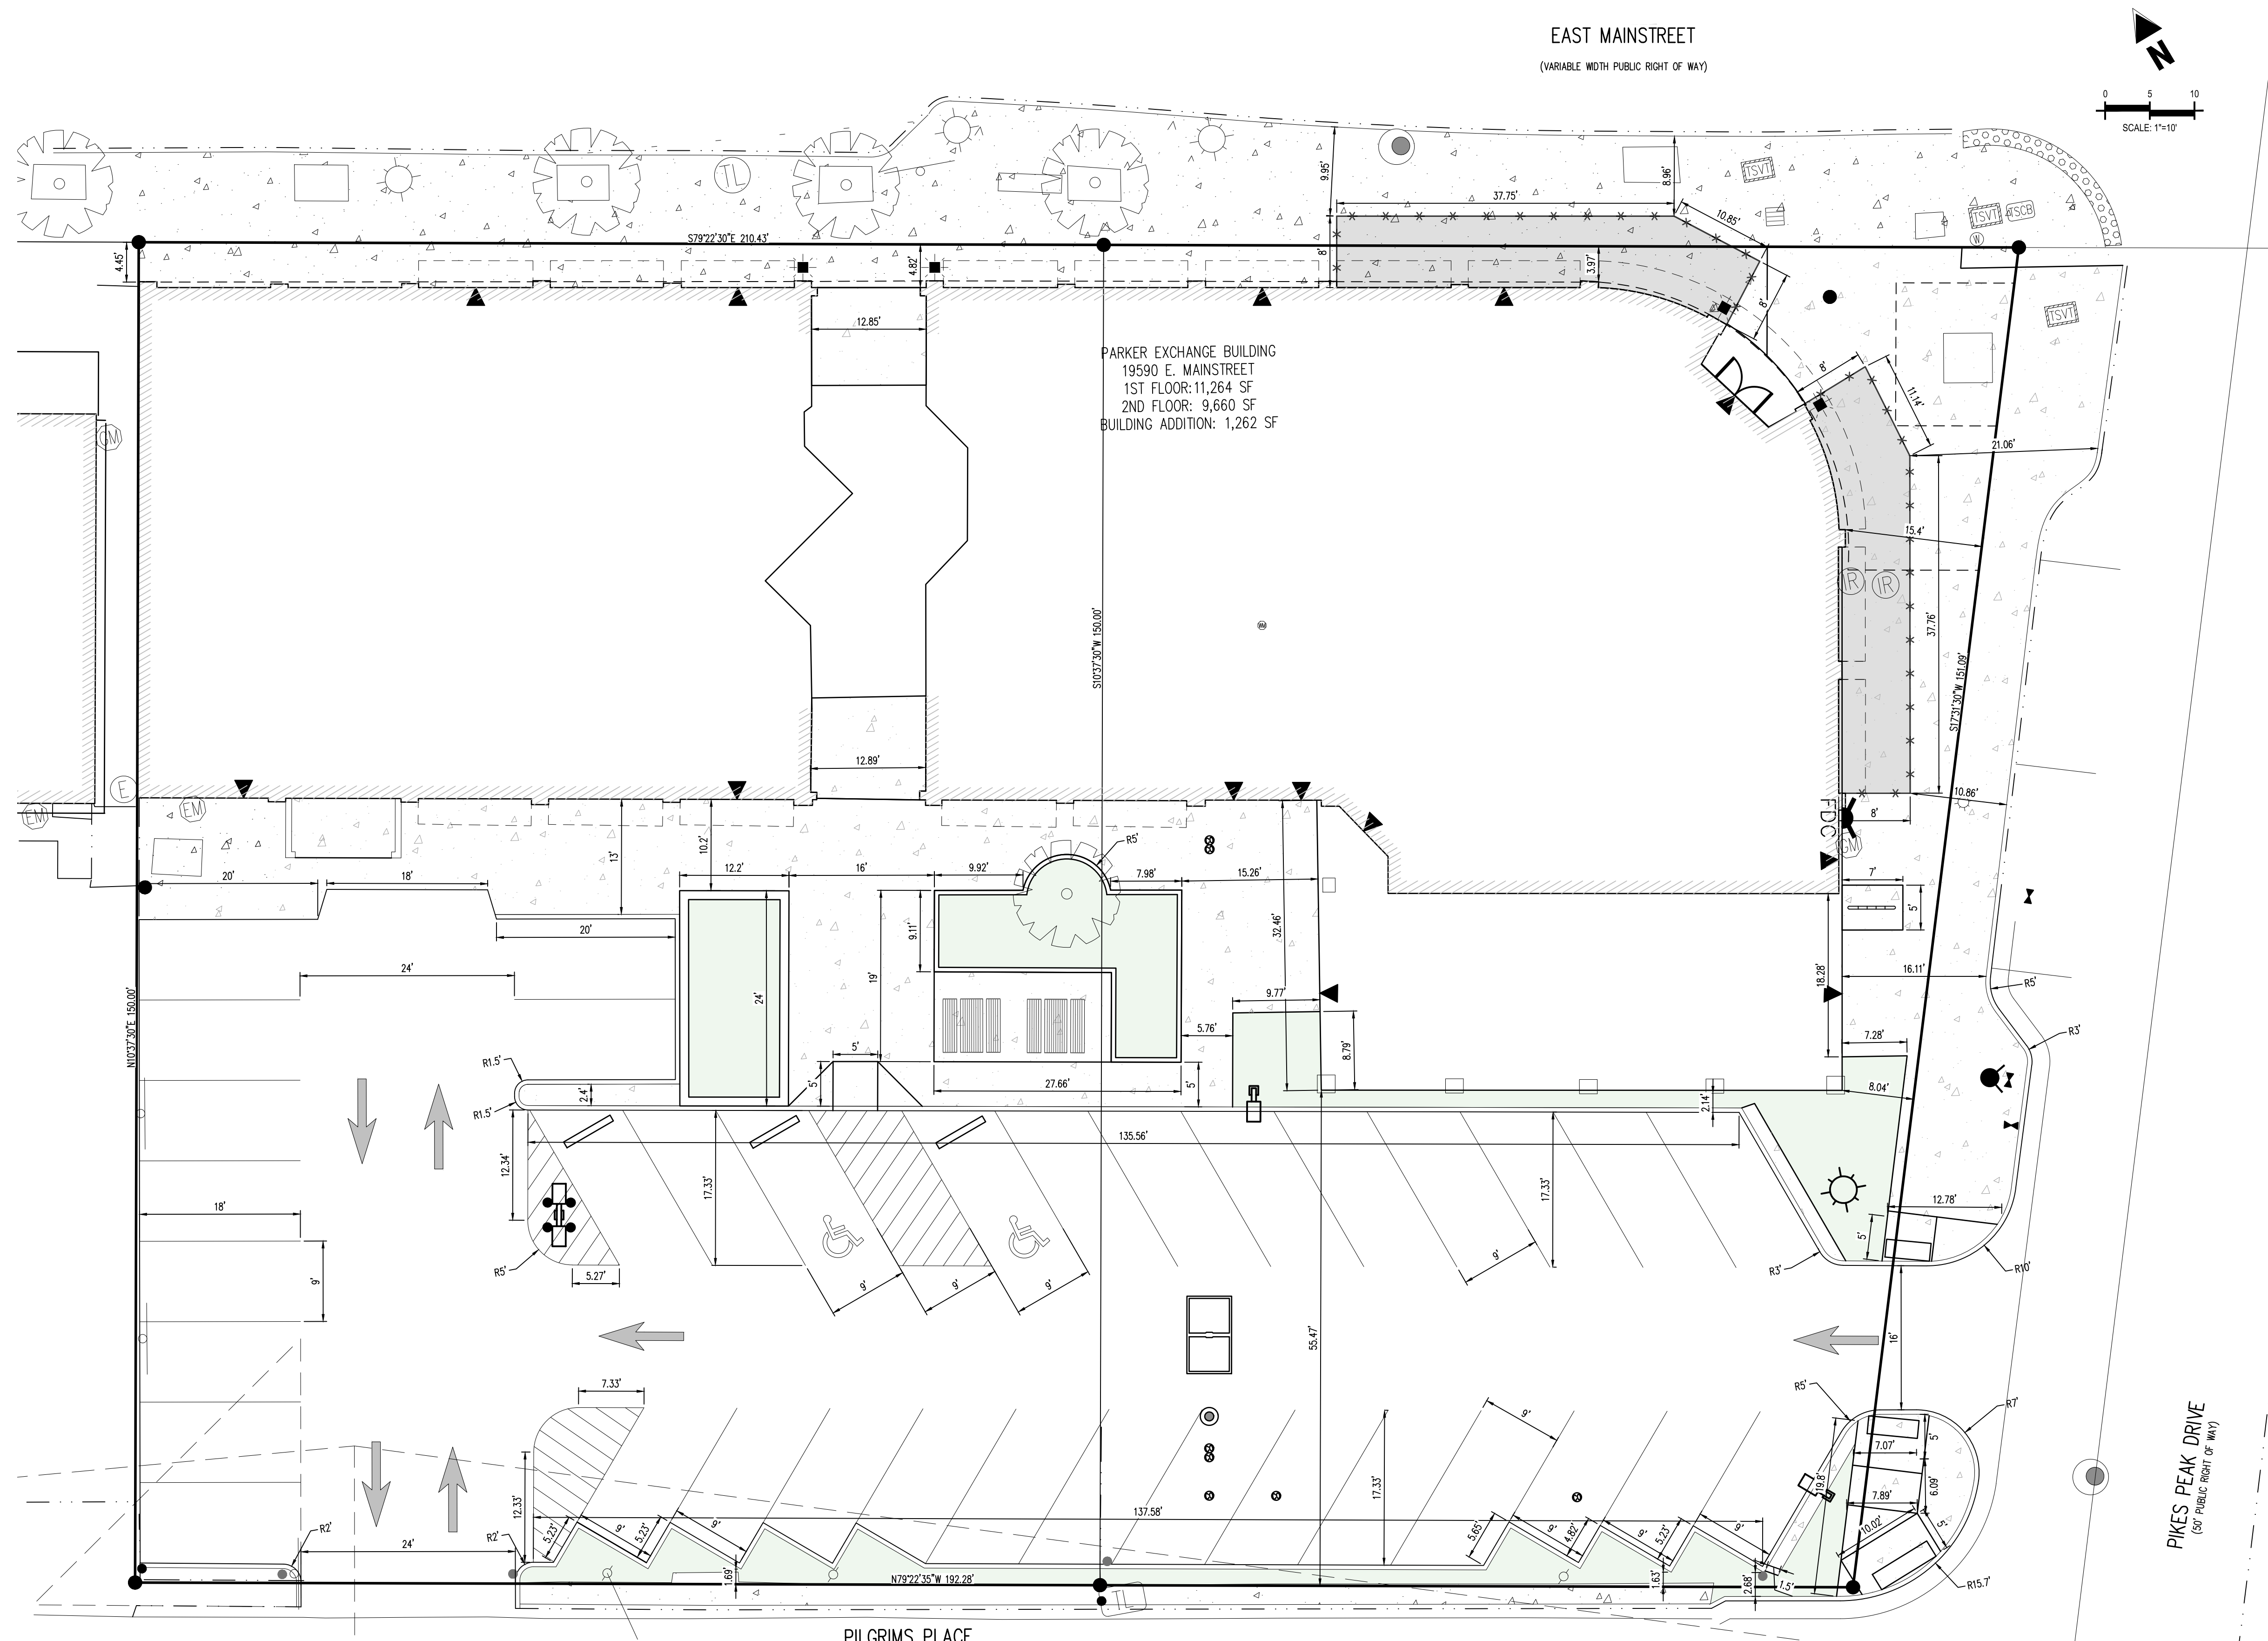 EAST MAINSTREET
(VARIABLE WIDTH PUBLIC RIGHT OF WAY)
N
0 5 10
SCALE: 1"=10'
TL
TSVT
TSVT
TSCB
W
TSVT
9.95'
8.96'
37.75'
10.85'
S79°22'30"E 210.43'
4.45'
4.82'
8'
3.97'
8'
12.85'
PARKER EXCHANGE BUILDING
19590 E. MAINSTREET
1ST FLOOR: 11,264 SF
2ND FLOOR: 9,660 SF
BUILDING ADDITION: 1,262 SF
8'
11.14'
21.06'
GM
15.4'
IR
IR
37.76'
S10°37'30"W 150.00'
WM
S17°31'30"W 151.09'
12.89'
E
EM
EM
10.86'
FDC
8'
GM
13'
10.2'
R5'
20'
18'
12.2'
16'
9.92'
7.98'
15.26'
7'
5'
20'
9.11'
32.46'
24'
19'
24'
18.28'
16.11'
R5'
9.77'
5.76'
8.79'
N10°37'30"E 150.00'
R3'
7.28'
R1.5'
5'
R1.5'
2.4'
5'
27.66'
5'
8.04'
2.14'
135.56'
12.34'
17.33'
17.33'
18'
12.78'
5'
R5'
5.27'
9'
9'
9'
9'
9'
R3'
R10'
16'
55.47'
7.33'
9'
R5'
R7'
PIKES PEAK DRIVE
(50' PUBLIC RIGHT OF WAY)
5'
7.07'
19.8'
6.09'
7.89'
12.33'
17.33'
137.58'
5.23'
9'
5.23'
9'
5.65'
9'
4.82'
9'
5.23'
9'
10.02'
5'
R2'
R2'
24'
1.69'
N79°22'35"W 192.28'
1.63'
2.68'
1.5'
R15.7'
TL
PILGRIMS PLACE